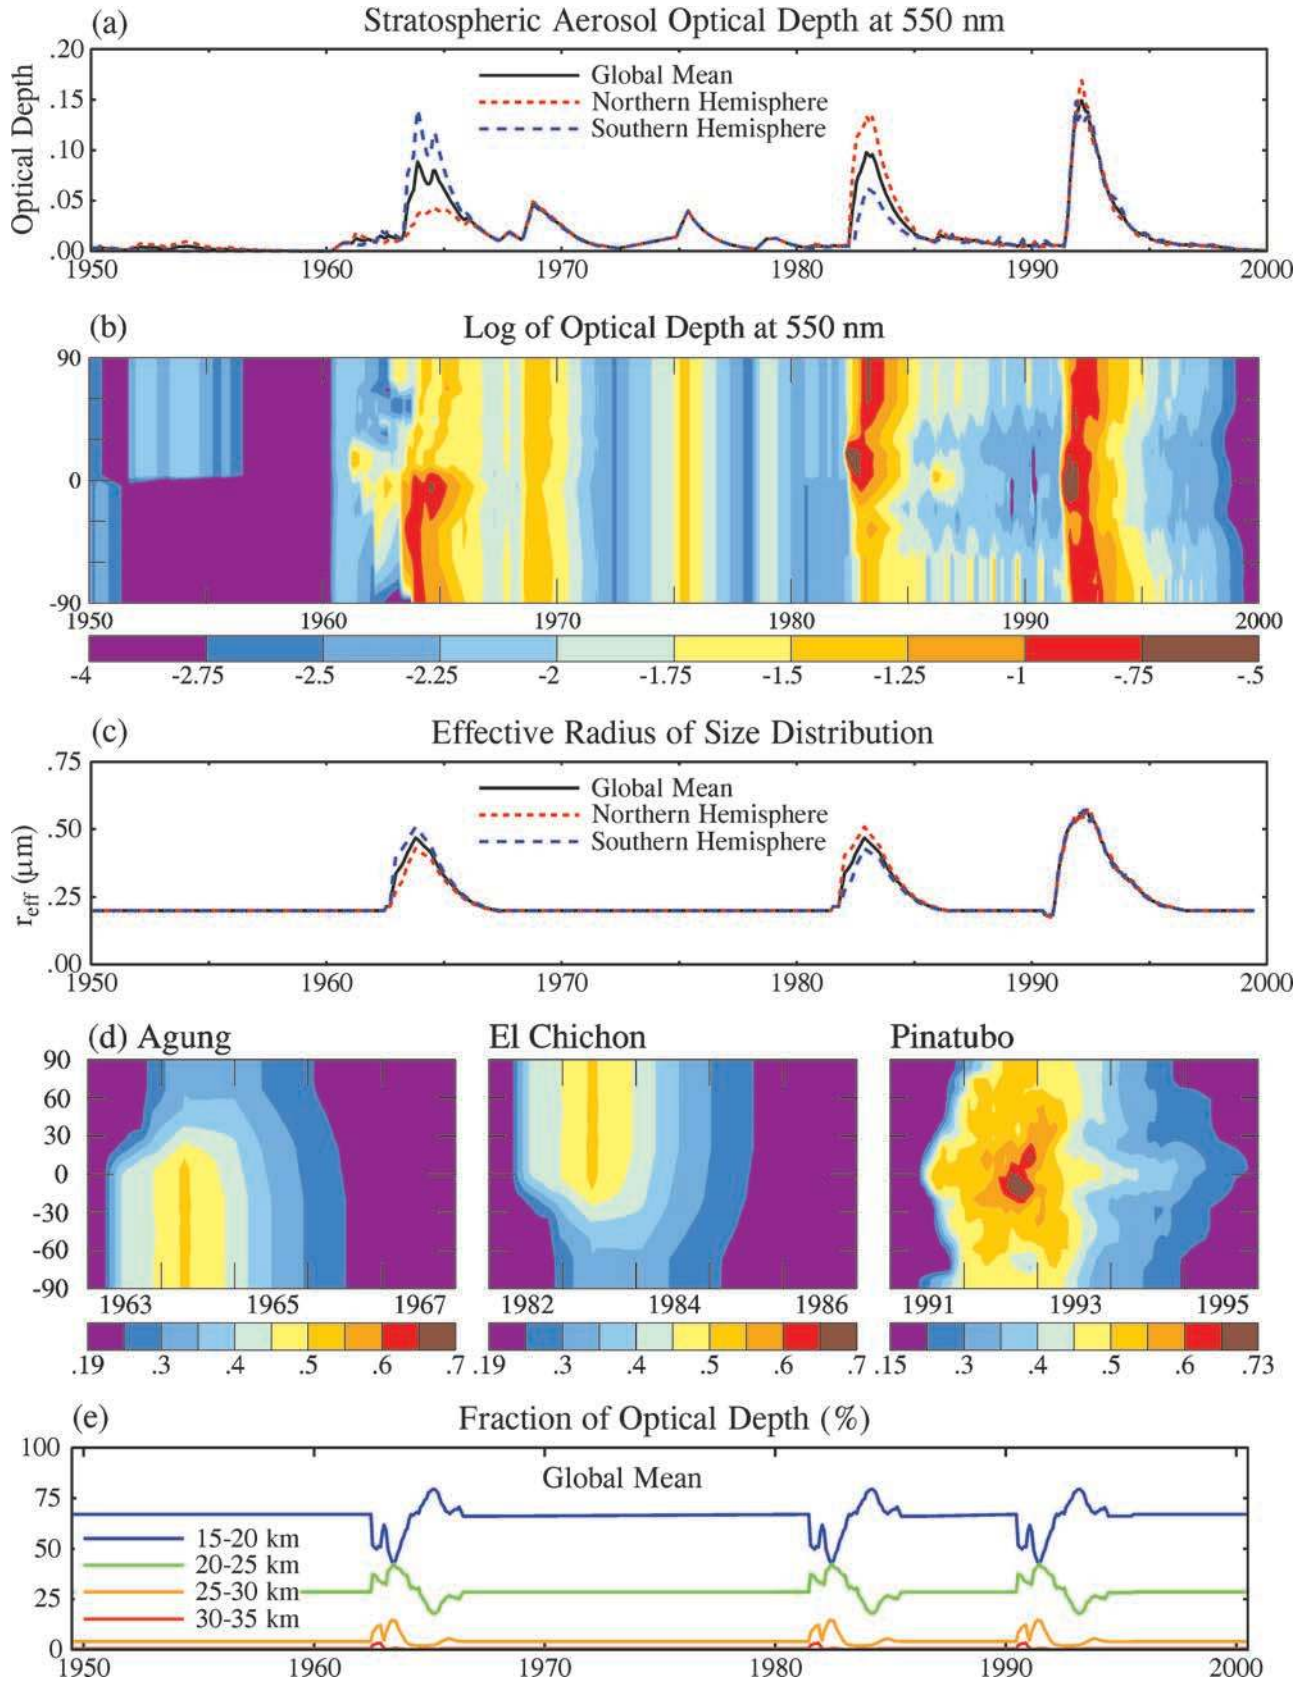 (a) Stratospheric Aerosol Optical Depth at 550 nm
.20
.15
.10
.05
.00
Optical Depth
Global Mean
Northern Hemisphere
Southern Hemisphere
1950 1960 1970 1980 1990 2000
(b) Log of Optical Depth at 550 nm
90
0
-90
1950 1960 1970 1980 1990 2000
-4 -2.75 -2.5 -2.25 -2 -1.75 -1.5 -1.25 -1 -.75 -.5
(c) Effective Radius of Size Distribution
.75
.50
.25
.00
r_eff (μm)
Global Mean
Northern Hemisphere
Southern Hemisphere
1950 1960 1970 1980 1990 2000
(d) Agung El Chichon Pinatubo
90
60
30
0
-30
-60
-90
1963 1965 1967 1982 1984 1986 1991 1993 1995
.19 .3 .4 .5 .6 .7 .19 .3 .4 .5 .6 .7 .15 .3 .4 .5 .6 .73
(e) Fraction of Optical Depth (%)
100
75
50
25
0
Global Mean
15-20 km
20-25 km
25-30 km
30-35 km
1950 1960 1970 1980 1990 2000